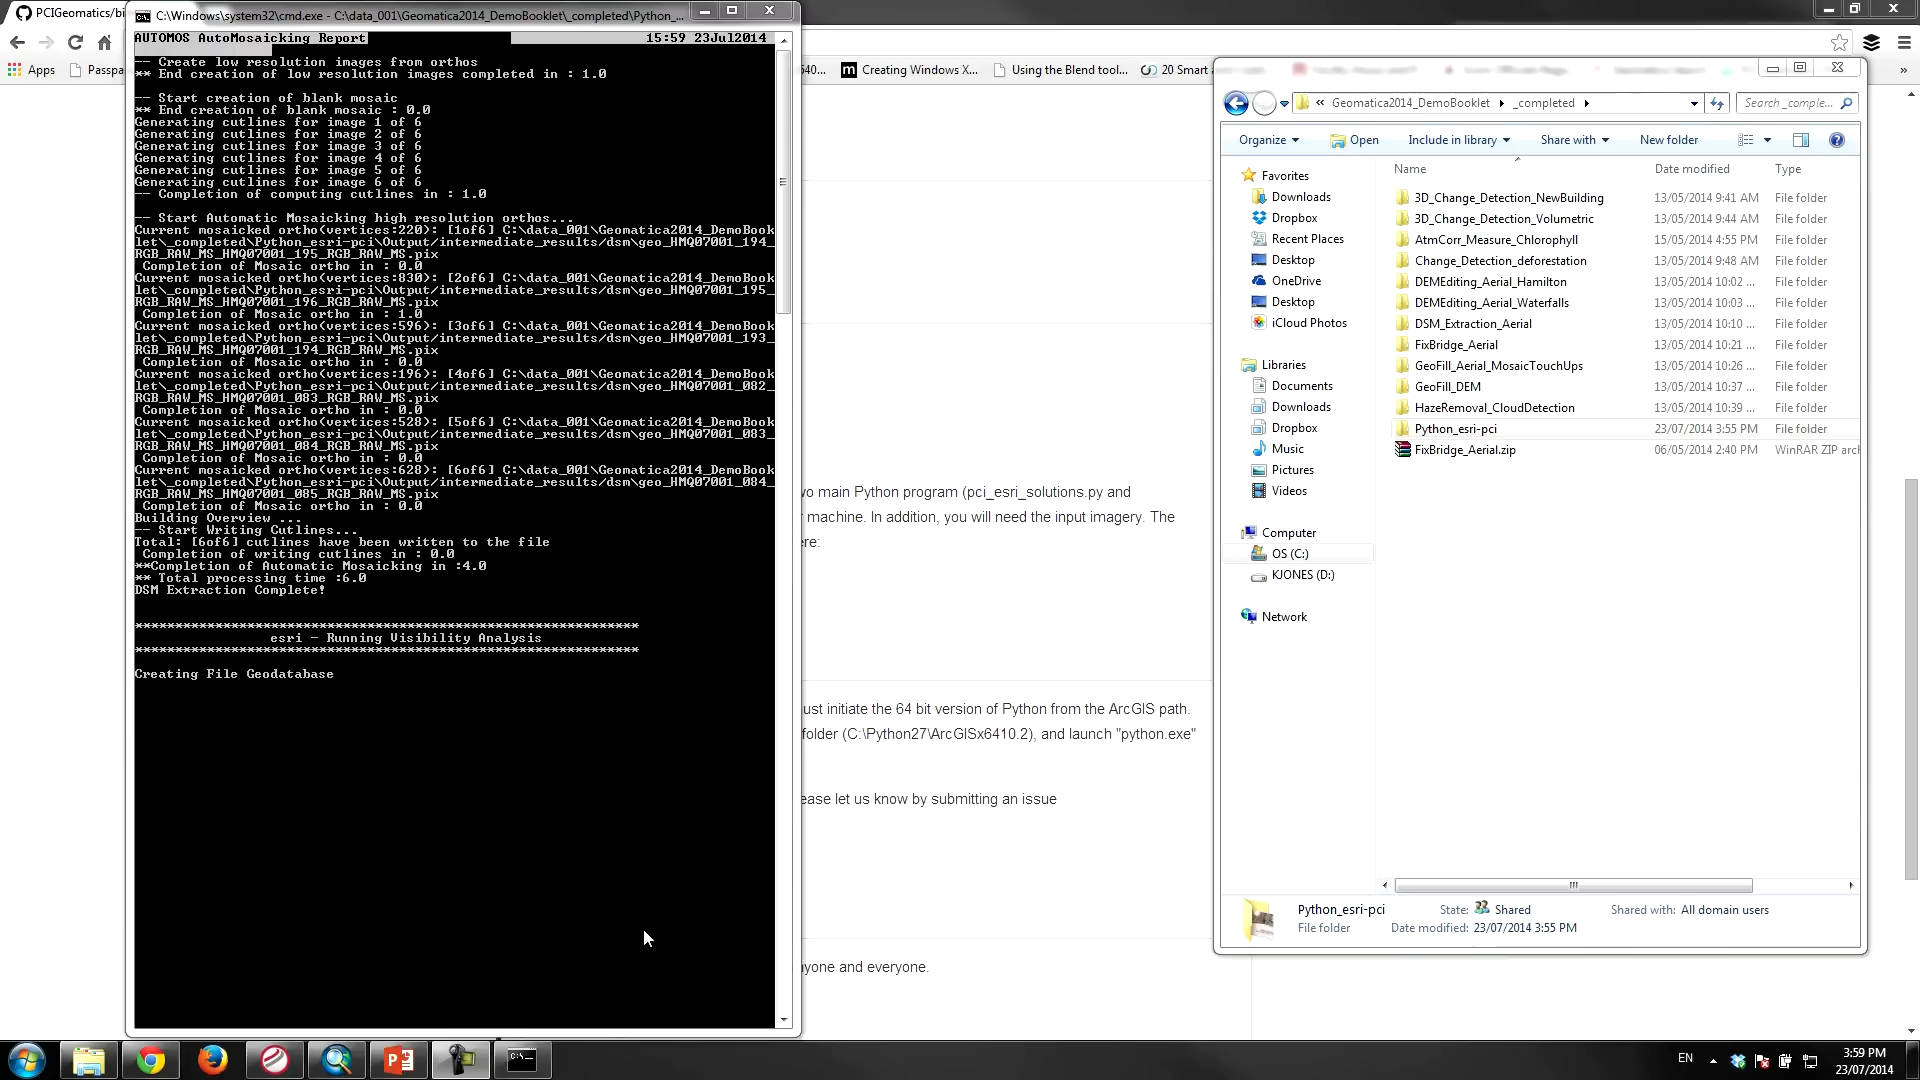 PCIGeomatics/bi
Apps
Passpa
C:\Windows\system32\cmd.exe - C:\data_001\Geomatica2014_DemoBooklet\_completed\Python_...
AUTOMOS AutoMosaicking Report 15:59 23Jul2014
-- Create low resolution images from orthos
** End creation of low resolution images completed in : 1.0
-- Start creation of blank mosaic
** End creation of blank mosaic : 0.0
Generating cutlines for image 1 of 6
Generating cutlines for image 2 of 6
Generating cutlines for image 3 of 6
Generating cutlines for image 4 of 6
Generating cutlines for image 5 of 6
Generating cutlines for image 6 of 6
-- Completion of computing cutlines in : 1.0
-- Start Automatic Mosaicking high resolution orthos...
Current mosaicked ortho(vertices:220): [1of6] C:\data_001\Geomatica2014_DemoBook
let\_completed\Python_esri-pci\Output/intermediate_results/dsm\geo_HMQ07001_194_
RGB_RAW_MS_HMQ07001_195_RGB_RAW_MS.pix
Completion of Mosaic ortho in : 0.0
Current mosaicked ortho(vertices:830): [2of6] C:\data_001\Geomatica2014_DemoBook
let\_completed\Python_esri-pci\Output/intermediate_results/dsm\geo_HMQ07001_195_
RGB_RAW_MS_HMQ07001_196_RGB_RAW_MS.pix
Completion of Mosaic ortho in : 1.0
Current mosaicked ortho(vertices:596): [3of6] C:\data_001\Geomatica2014_DemoBook
let\_completed\Python_esri-pci\Output/intermediate_results/dsm\geo_HMQ07001_193_
RGB_RAW_MS_HMQ07001_194_RGB_RAW_MS.pix
Completion of Mosaic ortho in : 0.0
Current mosaicked ortho(vertices:196): [4of6] C:\data_001\Geomatica2014_DemoBook
let\_completed\Python_esri-pci\Output/intermediate_results/dsm\geo_HMQ07001_082_
RGB_RAW_MS_HMQ07001_083_RGB_RAW_MS.pix
Completion of Mosaic ortho in : 0.0
Current mosaicked ortho(vertices:528): [5of6] C:\data_001\Geomatica2014_DemoBook
let\_completed\Python_esri-pci\Output/intermediate_results/dsm\geo_HMQ07001_083_
RGB_RAW_MS_HMQ07001_084_RGB_RAW_MS.pix
Completion of Mosaic ortho in : 0.0
Current mosaicked ortho(vertices:628): [6of6] C:\data_001\Geomatica2014_DemoBook
let\_completed\Python_esri-pci\Output/intermediate_results/dsm\geo_HMQ07001_084_
RGB_RAW_MS_HMQ07001_085_RGB_RAW_MS.pix
Completion of Mosaic ortho in : 0.0
Building Overview ...
-- Start Writing Cutlines...
Total: [6of6] cutlines have been written to the file
Completion of writing cutlines in : 0.0
**Completion of Automatic Mosaicking in :4.0
** Total processing time :6.0
DSM Extraction Complete!
***************************************************************
esri - Running Visibility Analysis
***************************************************************
Creating File Geodatabase
640... Creating Windows X... Using the Blend tool... 20 Smart
wo main Python program (pci_esri_solutions.py and
machine. In addition, you will need the input imagery. The
re:
ust initiate the 64 bit version of Python from the ArcGIS path.
folder (C:\Python27\ArcGISx6410.2), and launch "python.exe"
ease let us know by submitting an issue
nyone and everyone.
« Geomatica2014_DemoBooklet _completed Search _comple...
Organize Open Include in library Share with New folder
Favorites
Downloads
Dropbox
Recent Places
Desktop
OneDrive
Desktop
iCloud Photos
Libraries
Documents
Downloads
Dropbox
Music
Pictures
Videos
Computer
OS (C:)
KJONES (D:)
Network
Name Date modified Type
3D_Change_Detection_NewBuilding 13/05/2014 9:41 AM File folder
3D_Change_Detection_Volumetric 13/05/2014 9:44 AM File folder
AtmCorr_Measure_Chlorophyll 15/05/2014 4:55 PM File folder
Change_Detection_deforestation 13/05/2014 9:48 AM File folder
DEMEditing_Aerial_Hamilton 13/05/2014 10:02 ... File folder
DEMEditing_Aerial_Waterfalls 13/05/2014 10:03 ... File folder
DSM_Extraction_Aerial 13/05/2014 10:10 ... File folder
FixBridge_Aerial 13/05/2014 10:21 ... File folder
GeoFill_Aerial_MosaicTouchUps 13/05/2014 10:26 ... File folder
GeoFill_DEM 13/05/2014 10:37 ... File folder
HazeRemoval_CloudDetection 13/05/2014 10:39 ... File folder
Python_esri-pci 23/07/2014 3:55 PM File folder
FixBridge_Aerial.zip 06/05/2014 2:40 PM WinRAR ZIP arch
Python_esri-pci State: Shared Shared with: All domain users
File folder Date modified: 23/07/2014 3:55 PM
EN
3:59 PM
23/07/2014